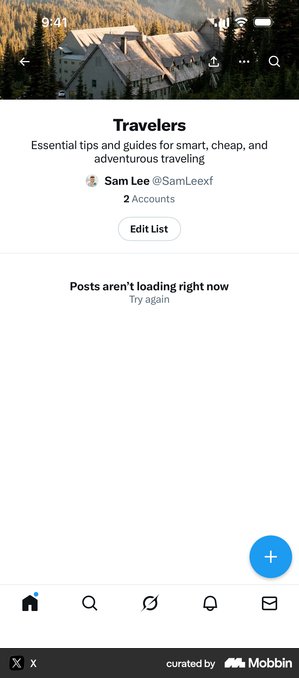 9:41
Travelers
Essential tips and guides for smart, cheap, and
adventurous traveling
Sam Lee @SamLeexf
2 Accounts
Edit List
Posts aren’t loading right now
Try again
X
curated by Mobbin